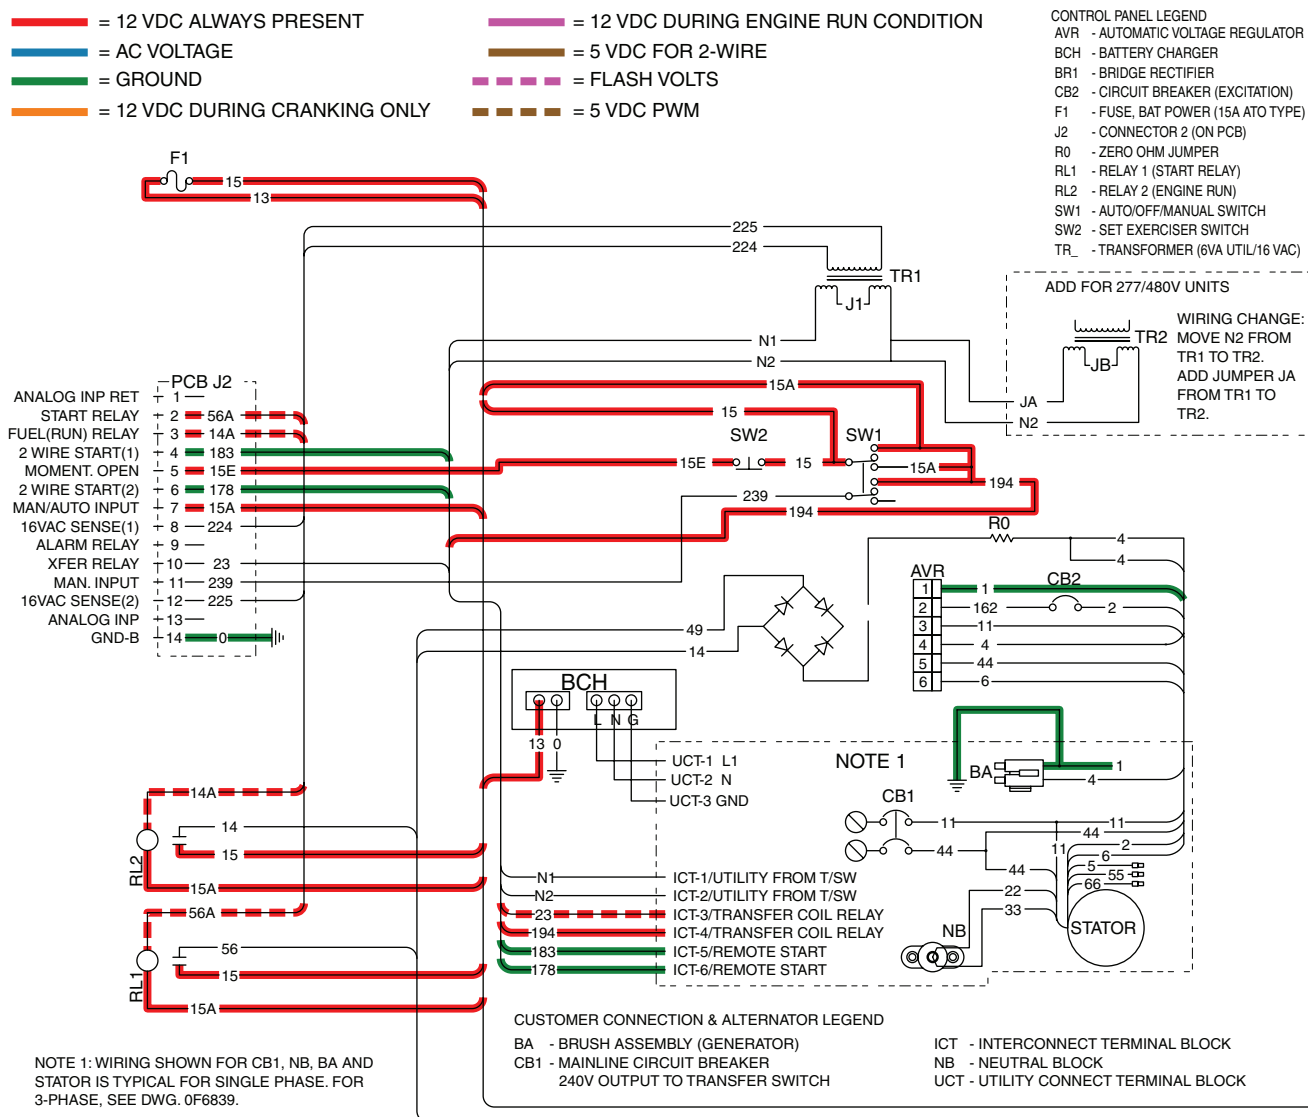 = 12 VDC ALWAYS PRESENT
= AC VOLTAGE
= GROUND
= 12 VDC DURING CRANKING ONLY
= 12 VDC DURING ENGINE RUN CONDITION
= 5 VDC FOR 2-WIRE
= FLASH VOLTS
= 5 VDC PWM
CONTROL PANEL LEGEND
AVR - AUTOMATIC VOLTAGE REGULATOR
BCH - BATTERY CHARGER
BR1 - BRIDGE RECTIFIER
CB2 - CIRCUIT BREAKER (EXCITATION)
F1 - FUSE, BAT POWER (15A ATO TYPE)
J2 - CONNECTOR 2 (ON PCB)
R0 - ZERO OHM JUMPER
RL1 - RELAY 1 (START RELAY)
RL2 - RELAY 2 (ENGINE RUN)
SW1 - AUTO/OFF/MANUAL SWITCH
SW2 - SET EXERCISER SWITCH
TR_ - TRANSFORMER (6VA UTIL/16 VAC)
F1
15
13
225
224
TR1
J1
N1
N2
ADD FOR 277/480V UNITS
TR2
JB
WIRING CHANGE:
MOVE N2 FROM
TR1 TO TR2.
ADD JUMPER JA
FROM TR1 TO
TR2.
JA
N2
PCB J2
ANALOG INP RET 1
START RELAY 2 56A
FUEL(RUN) RELAY 3 14A
2 WIRE START(1) 4 183
MOMENT. OPEN 5 15E
2 WIRE START(2) 6 178
MAN/AUTO INPUT 7 15A
16VAC SENSE(1) 8 224
ALARM RELAY 9
XFER RELAY 10 23
MAN. INPUT 11 239
16VAC SENSE(2) 12 225
ANALOG INP 13
GND-B 14 0
15A
15
SW2
SW1
15E
15
15A
194
239
194
R0
4
4
AVR
CB2
1 1
2 162 2
3 11
4 4
5 44
6 6
49
14
BCH
L N G
13 0
UCT-1 L1
UCT-2 N
UCT-3 GND
NOTE 1
BA
1
4
CB1
11
11
44
44
11
2
6
44
5
55
66
22
33
NB
STATOR
14A
14
15
RL2
15A
56A
56
15
RL1
15A
N1 ICT-1/UTILITY FROM T/SW
N2 ICT-2/UTILITY FROM T/SW
23 ICT-3/TRANSFER COIL RELAY
194 ICT-4/TRANSFER COIL RELAY
183 ICT-5/REMOTE START
178 ICT-6/REMOTE START
NOTE 1: WIRING SHOWN FOR CB1, NB, BA AND
STATOR IS TYPICAL FOR SINGLE PHASE. FOR
3-PHASE, SEE DWG. 0F6839.
CUSTOMER CONNECTION & ALTERNATOR LEGEND
BA - BRUSH ASSEMBLY (GENERATOR)
CB1 - MAINLINE CIRCUIT BREAKER
240V OUTPUT TO TRANSFER SWITCH
ICT - INTERCONNECT TERMINAL BLOCK
NB - NEUTRAL BLOCK
UCT - UTILITY CONNECT TERMINAL BLOCK